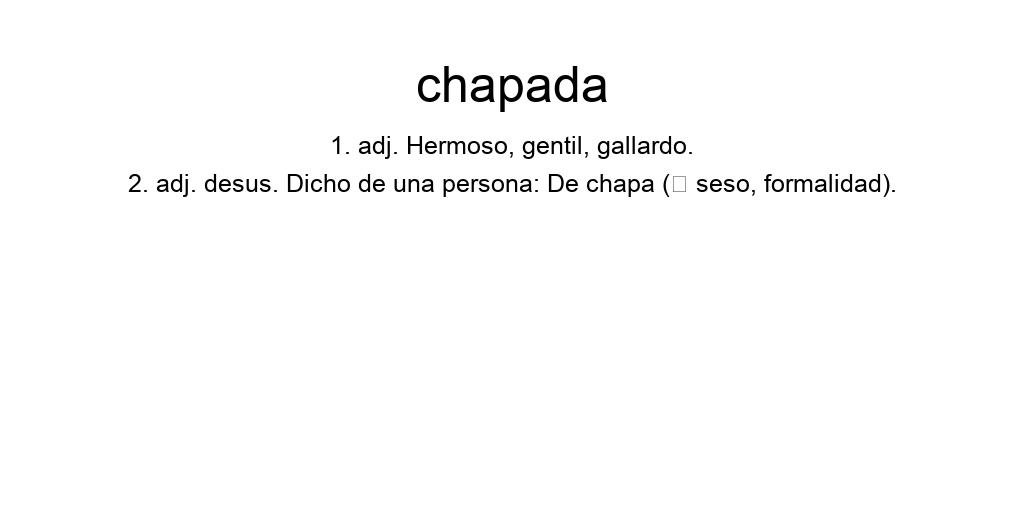 chapada
1. adj. Hermoso, gentil, gallardo.
2. adj. desus. Dicho de una persona: De chapa (□ seso, formalidad).